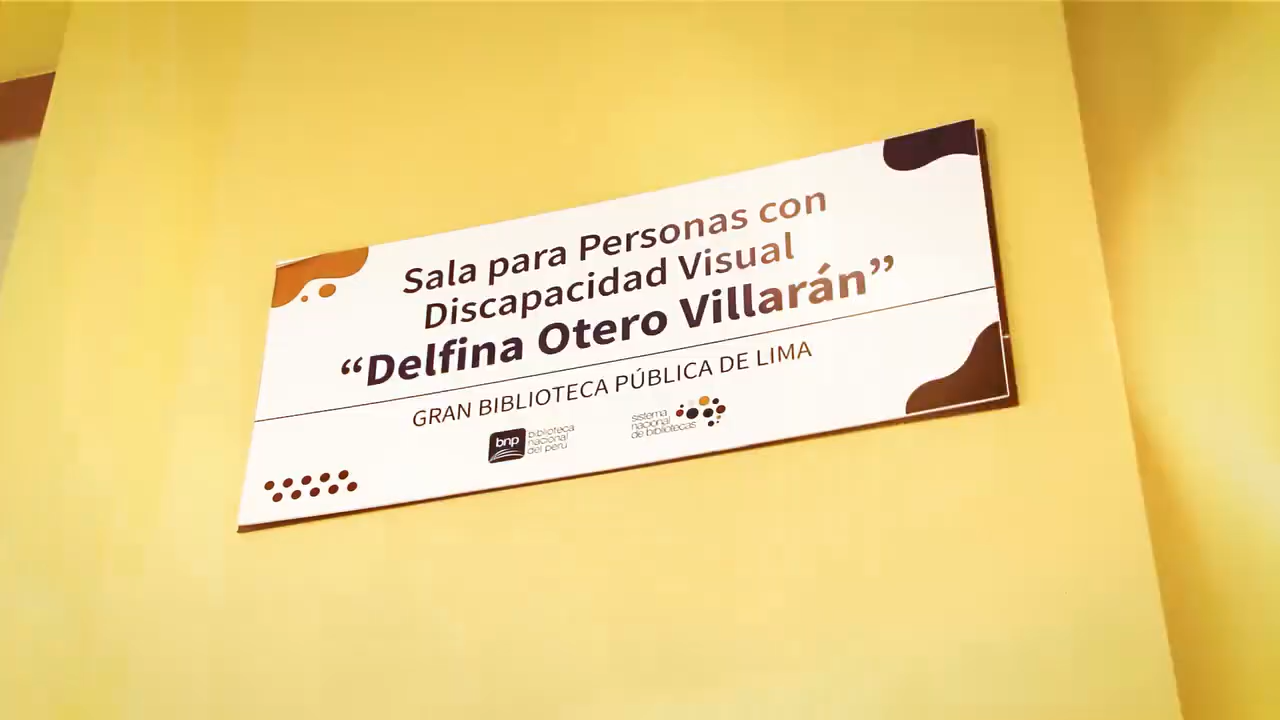 Sala para Personas con
Discapacidad Visual
“Delfina Otero Villarán”
GRAN BIBLIOTECA PÚBLICA DE LIMA
bnp
biblioteca
nacional
del perú
sistema
nacional
de bibliotecas